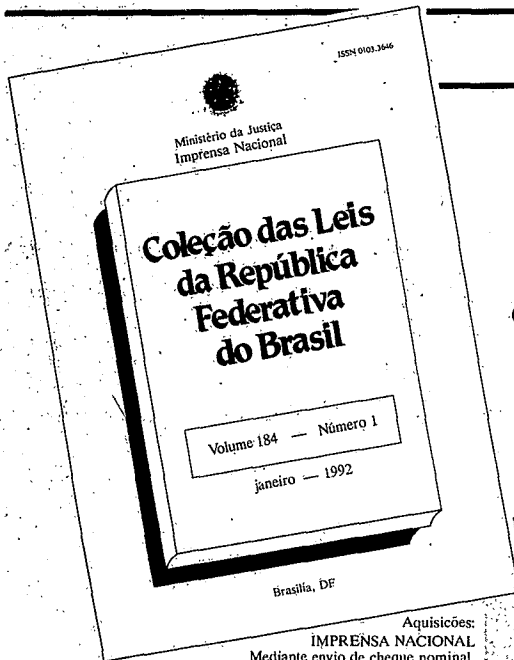 ISSN 0103.3646
Ministério da Justiça
Imprensa Nacional
Coleção das Leis
da República
Federativa
do Brasil
Volume 184 — Número 1
janeiro — 1992
Brasília, DF
Aquisições:
IMPRENSA NACIONAL
Mediante envio de cheque nominal